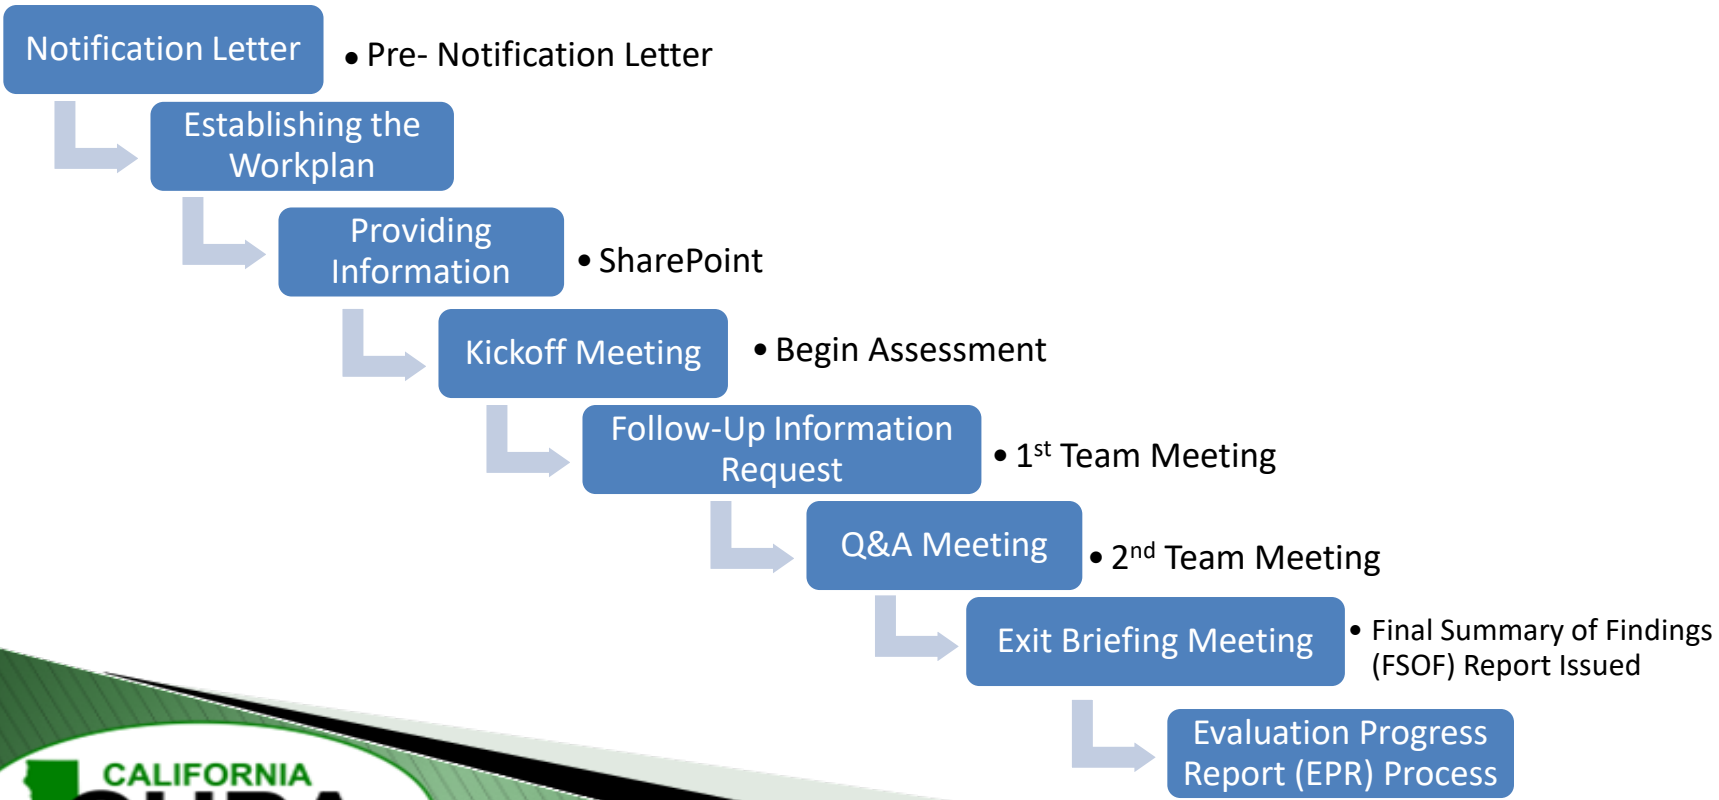 Notification Letter
• Pre- Notification Letter
Establishing the
Workplan
Providing
Information
• SharePoint
Kickoff Meeting
• Begin Assessment
Follow-Up Information
Request
• 1st Team Meeting
Q&A Meeting
• 2nd Team Meeting
Exit Briefing Meeting
• Final Summary of Findings
(FSOF) Report Issued
Evaluation Progress
Report (EPR) Process
CALIFORNIA